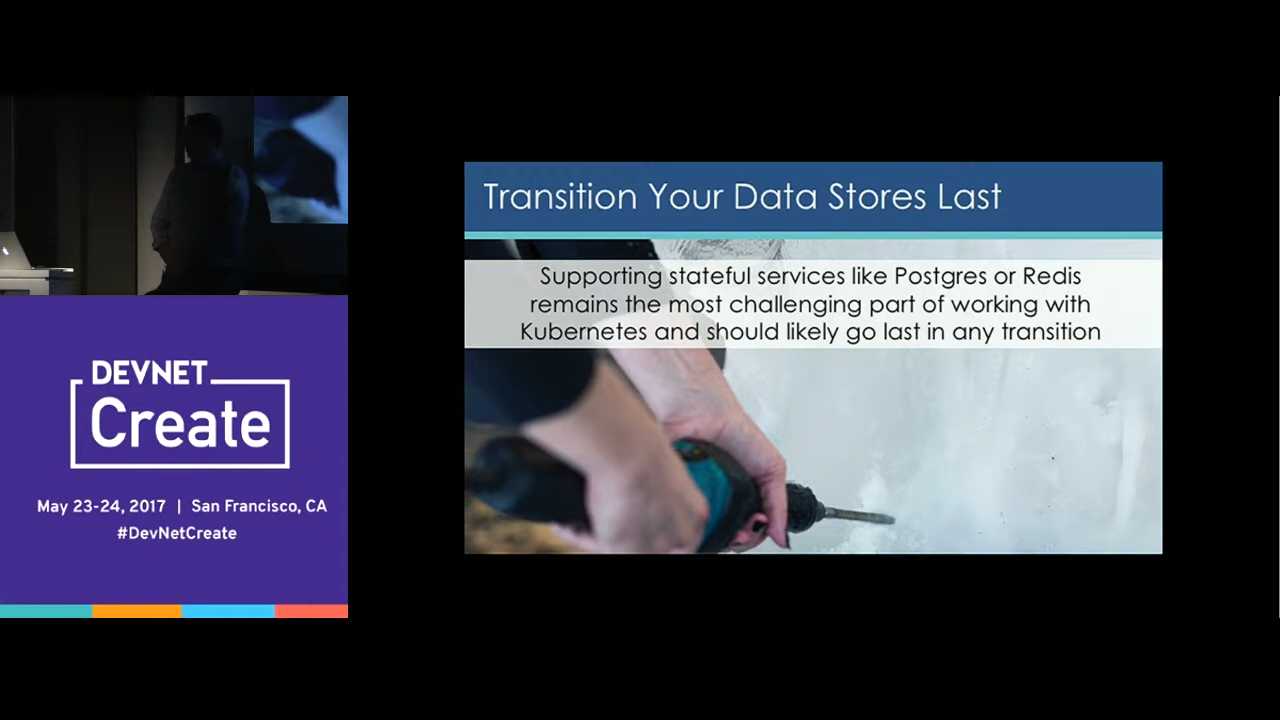 Transition Your Data Stores Last
Supporting stateful services like Postgres or Redis
remains the most challenging part of working with
Kubernetes and should likely go last in any transition
DEVNET
Create
May 23-24, 2017 | San Francisco, CA
#DevNetCreate